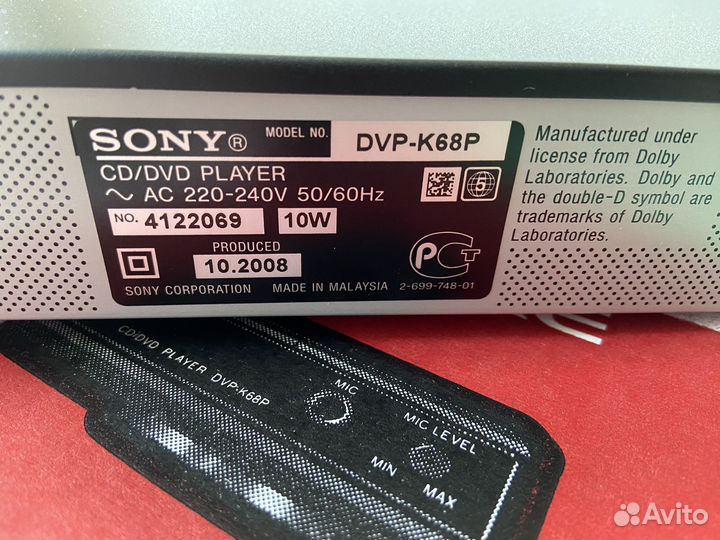 SONY® MODEL NO. DVP-K68P
CD/DVD PLAYER
~ AC 220-240V 50/60Hz
5
NO. 4122069 10W
PRODUCED
10.2008
РСТ
SONY CORPORATION MADE IN MALAYSIA 2-699-748-01
Manufactured under
license from Dolby
Laboratories. Dolby and
the double-D symbol are
trademarks of Dolby
Laboratories.
CD/DVD PLAYER DVP-K68P
MIC
MIC LEVEL
MIN MAX
Avito